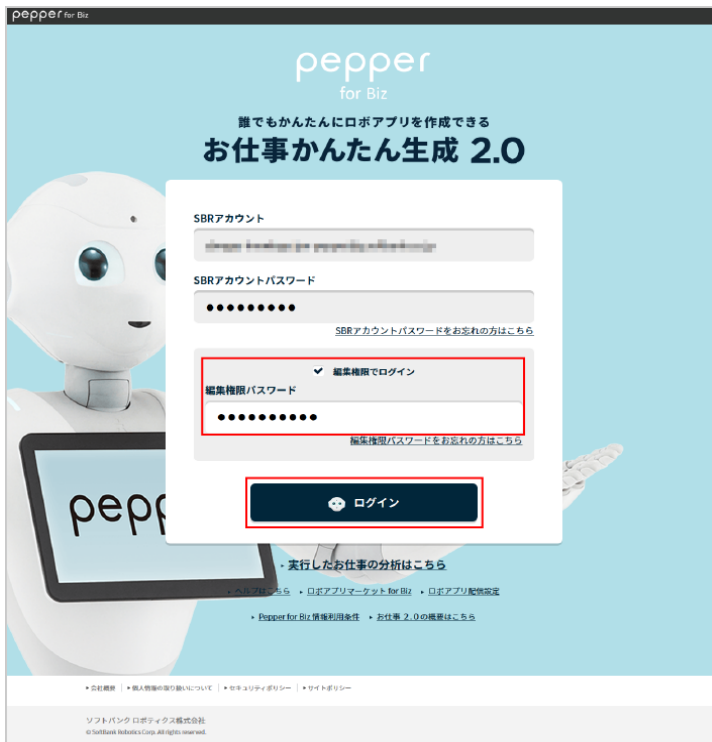 pepper for Biz
pepper
for Biz
誰でもかんたんにロボアプリを作成できる
お仕事かんたん生成 2.0
SBRアカウント
SBRアカウントパスワード
SBRアカウントパスワードをお忘れの方はこちら
編集権限でログイン
編集権限パスワード
編集権限パスワードをお忘れの方はこちら
ログイン
pepp
実行したお仕事の分析はこちら
ヘルプはこちら ロボアプリマーケット for Biz ロボアプリ配信設定
Pepper for Biz 情報利用条件 お仕事 2.0の概要はこちら
会社概要 個人情報の取り扱いについて セキュリティポリシー サイトポリシー
ソフトバンク ロボティクス株式会社
© SoftBank Robotics Corp. All rights reserved.